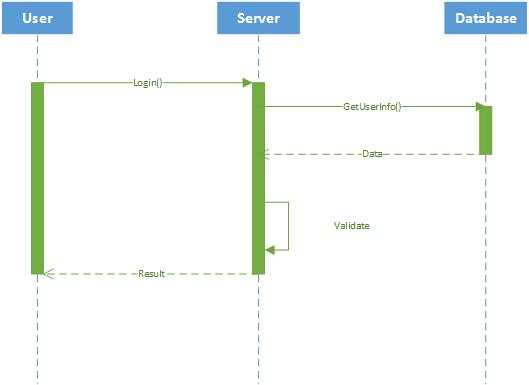 User
Server
Database
Login()
GetUserInfo()
Data
Validate
Result